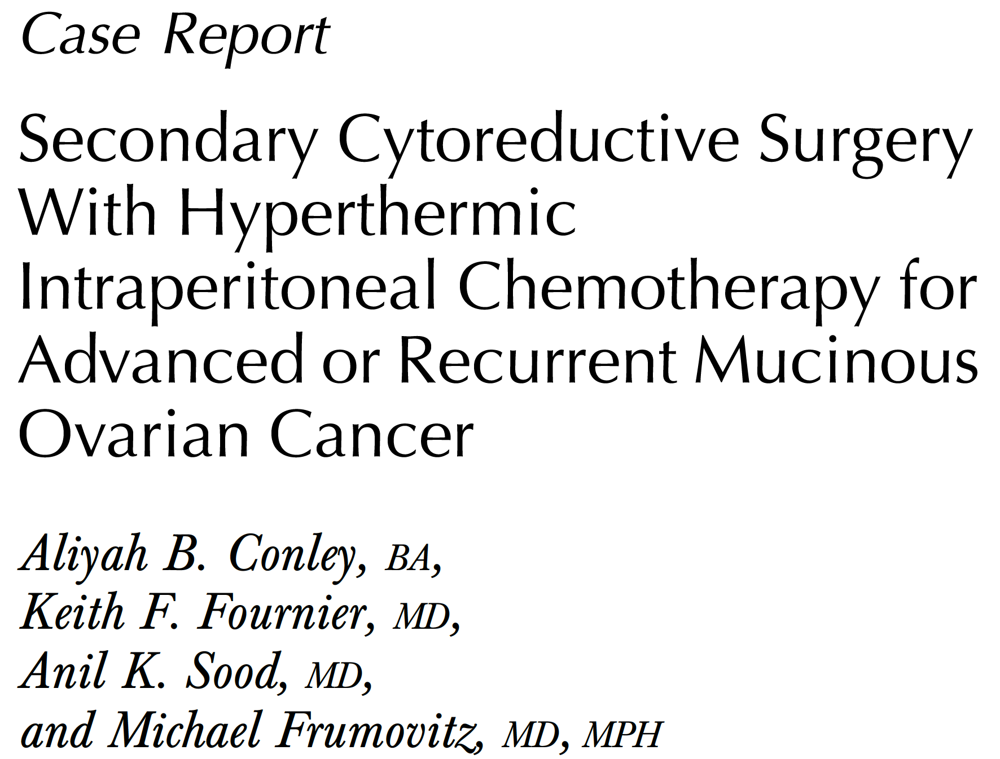 Case Report
Secondary Cytoreductive Surgery
With Hyperthermic
Intraperitoneal Chemotherapy for
Advanced or Recurrent Mucinous
Ovarian Cancer
Aliyah B. Conley, BA,
Keith F. Fournier, MD,
Anil K. Sood, MD,
and Michael Frumovitz, MD, MPH